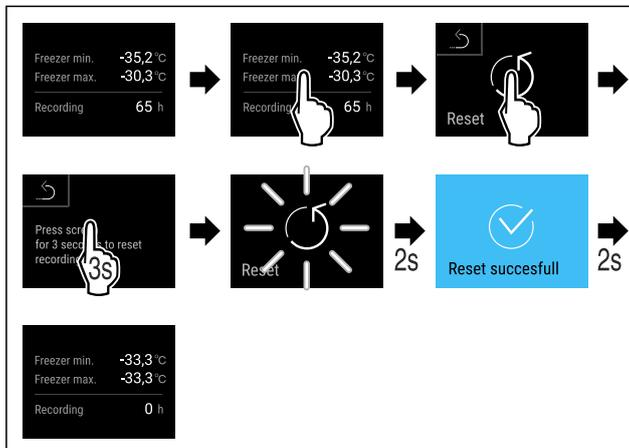 Freezer min. -35,2 °C
Freezer max. -30,3 °C
Recording 65 h
Freezer min. -35,2 °C
Freezer -30,3 °C
Recording 65 h
Reset
Press
for 3 to reset
3s
Reset
2s
Reset succesfull
2s
Freezer min. -33,3 °C
Freezer max. -33,3 °C
Recording 0 h